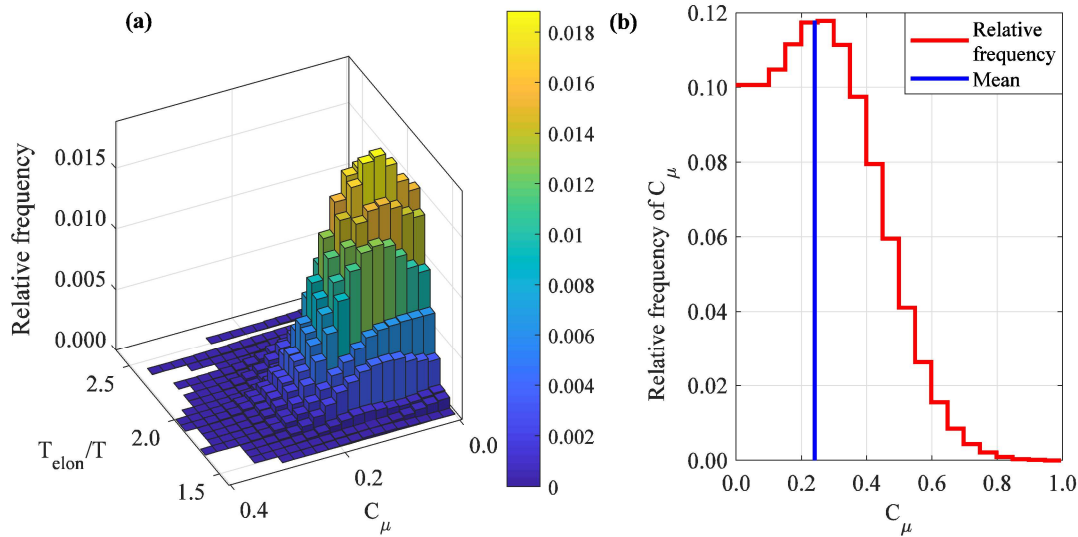 (a)
Relative frequency
0.015
0.010
0.005
0.000
2.5
2.0
1.5
T_elon/T
0.4
0.2
0.0
C_μ
0.018
0.016
0.014
0.012
0.01
0.008
0.006
0.004
0.002
0
(b)
Relative frequency of C_μ
0.12
0.10
0.08
0.06
0.04
0.02
0.00
0.0 0.2 0.4 0.6 0.8 1.0
C_μ
Relative
frequency
Mean